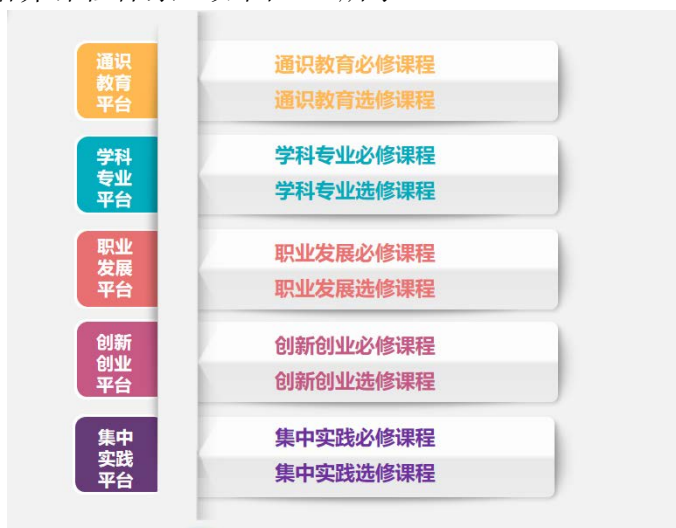 通识
教育
平台
通识教育必修课程
通识教育选修课程
学科
专业
平台
学科专业必修课程
学科专业选修课程
职业
发展
平台
职业发展必修课程
职业发展选修课程
创新
创业
平台
创新创业必修课程
创新创业选修课程
集中
实践
平台
集中实践必修课程
集中实践选修课程